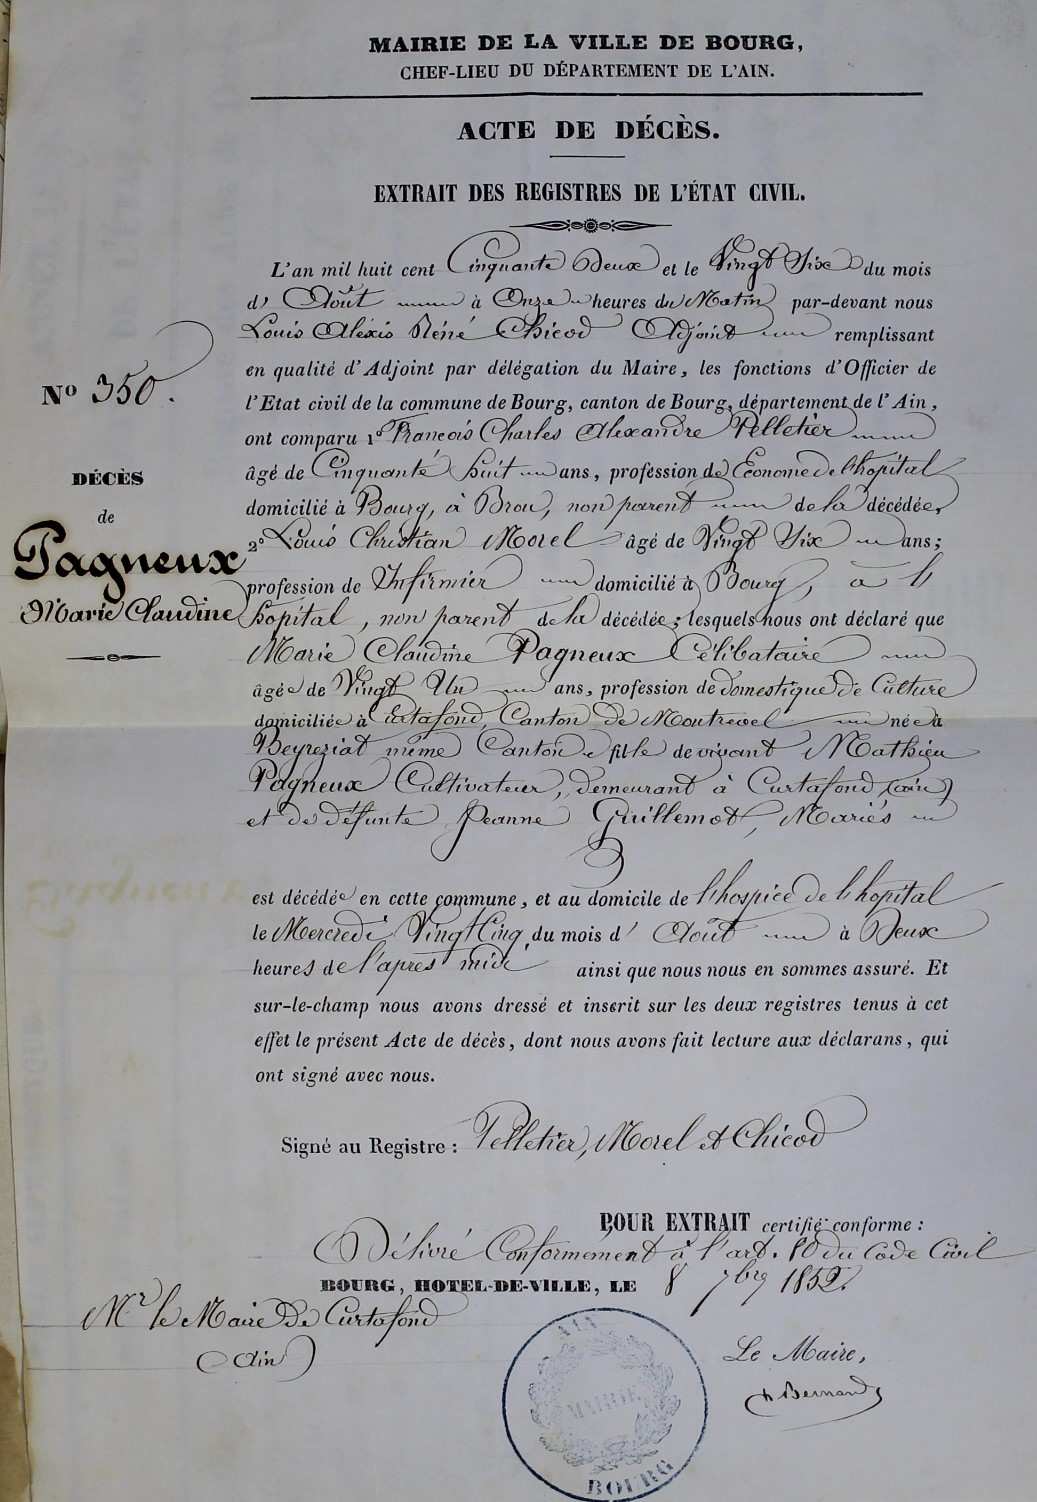 MAIRIE DE LA VILLE DE BOURG,
CHEF-LIEU DU DÉPARTEMENT DE L'AIN.
ACTE DE DÉCÈS.
EXTRAIT DES REGISTRES DE L'ÉTAT CIVIL.
L'an mil huit cent Cinquante Deux et le Vingt Six du mois
d' Août à Onze heures du Matin par-devant nous
Louis Alexis Réné Chicod Adjoint remplissant
en qualité d'Adjoint par délégation du Maire, les fonctions d'Officier de
l'Etat civil de la commune de Bourg, canton de Bourg, département de l'Ain,
ont comparu 1° François Charles Alexandre Pelletier
âgé de Cinquante huit ans, profession de Econome de l'hopital
domicilié à Bourg, à Brou, non parent de la décédée,
2° Louis Christian Morel âgé de Vingt Six ans;
profession de Infirmier domicilié à Bourg, à l'
hopital, non parent de la décédée; lesquels nous ont déclaré que
Marie Claudine Pagneux Célibataire
âgée de Vingt Un ans, profession de domestique de Culture
domiciliée à Curtafond, Canton de Montrevel née à
Beyreziat même Canton fille de vivant Mathieu
Pagneux Cultivateur, demeurant à Curtafond (ain)
et de défunte Jeanne Guillemot, Mariés
est décédée en cette commune, et au domicile de l'hospice de l'hopital
le Mercredi Vingt Cinq du mois d' Août à Deux
heures de l'après midi ainsi que nous nous en sommes assuré. Et
sur-le-champ nous avons dressé et inscrit sur les deux registres tenus à cet
effet le présent Acte de décès, dont nous avons fait lecture aux déclarans, qui
ont signé avec nous.
Signé au Registre : Pelletier, Morel et Chicod
POUR EXTRAIT certifié conforme :
Délivré Conformément à l'art. 80 du Code Civil
BOURG, HOTEL-DE-VILLE, LE 8 7bre 1852.
Le Maire,
Bernard
No 350.
DÉCÈS
de
Pagneux
Marie Claudine
Mr le Maire De Curtafond
(Ain)
AIN
MAIRIE
BOURG